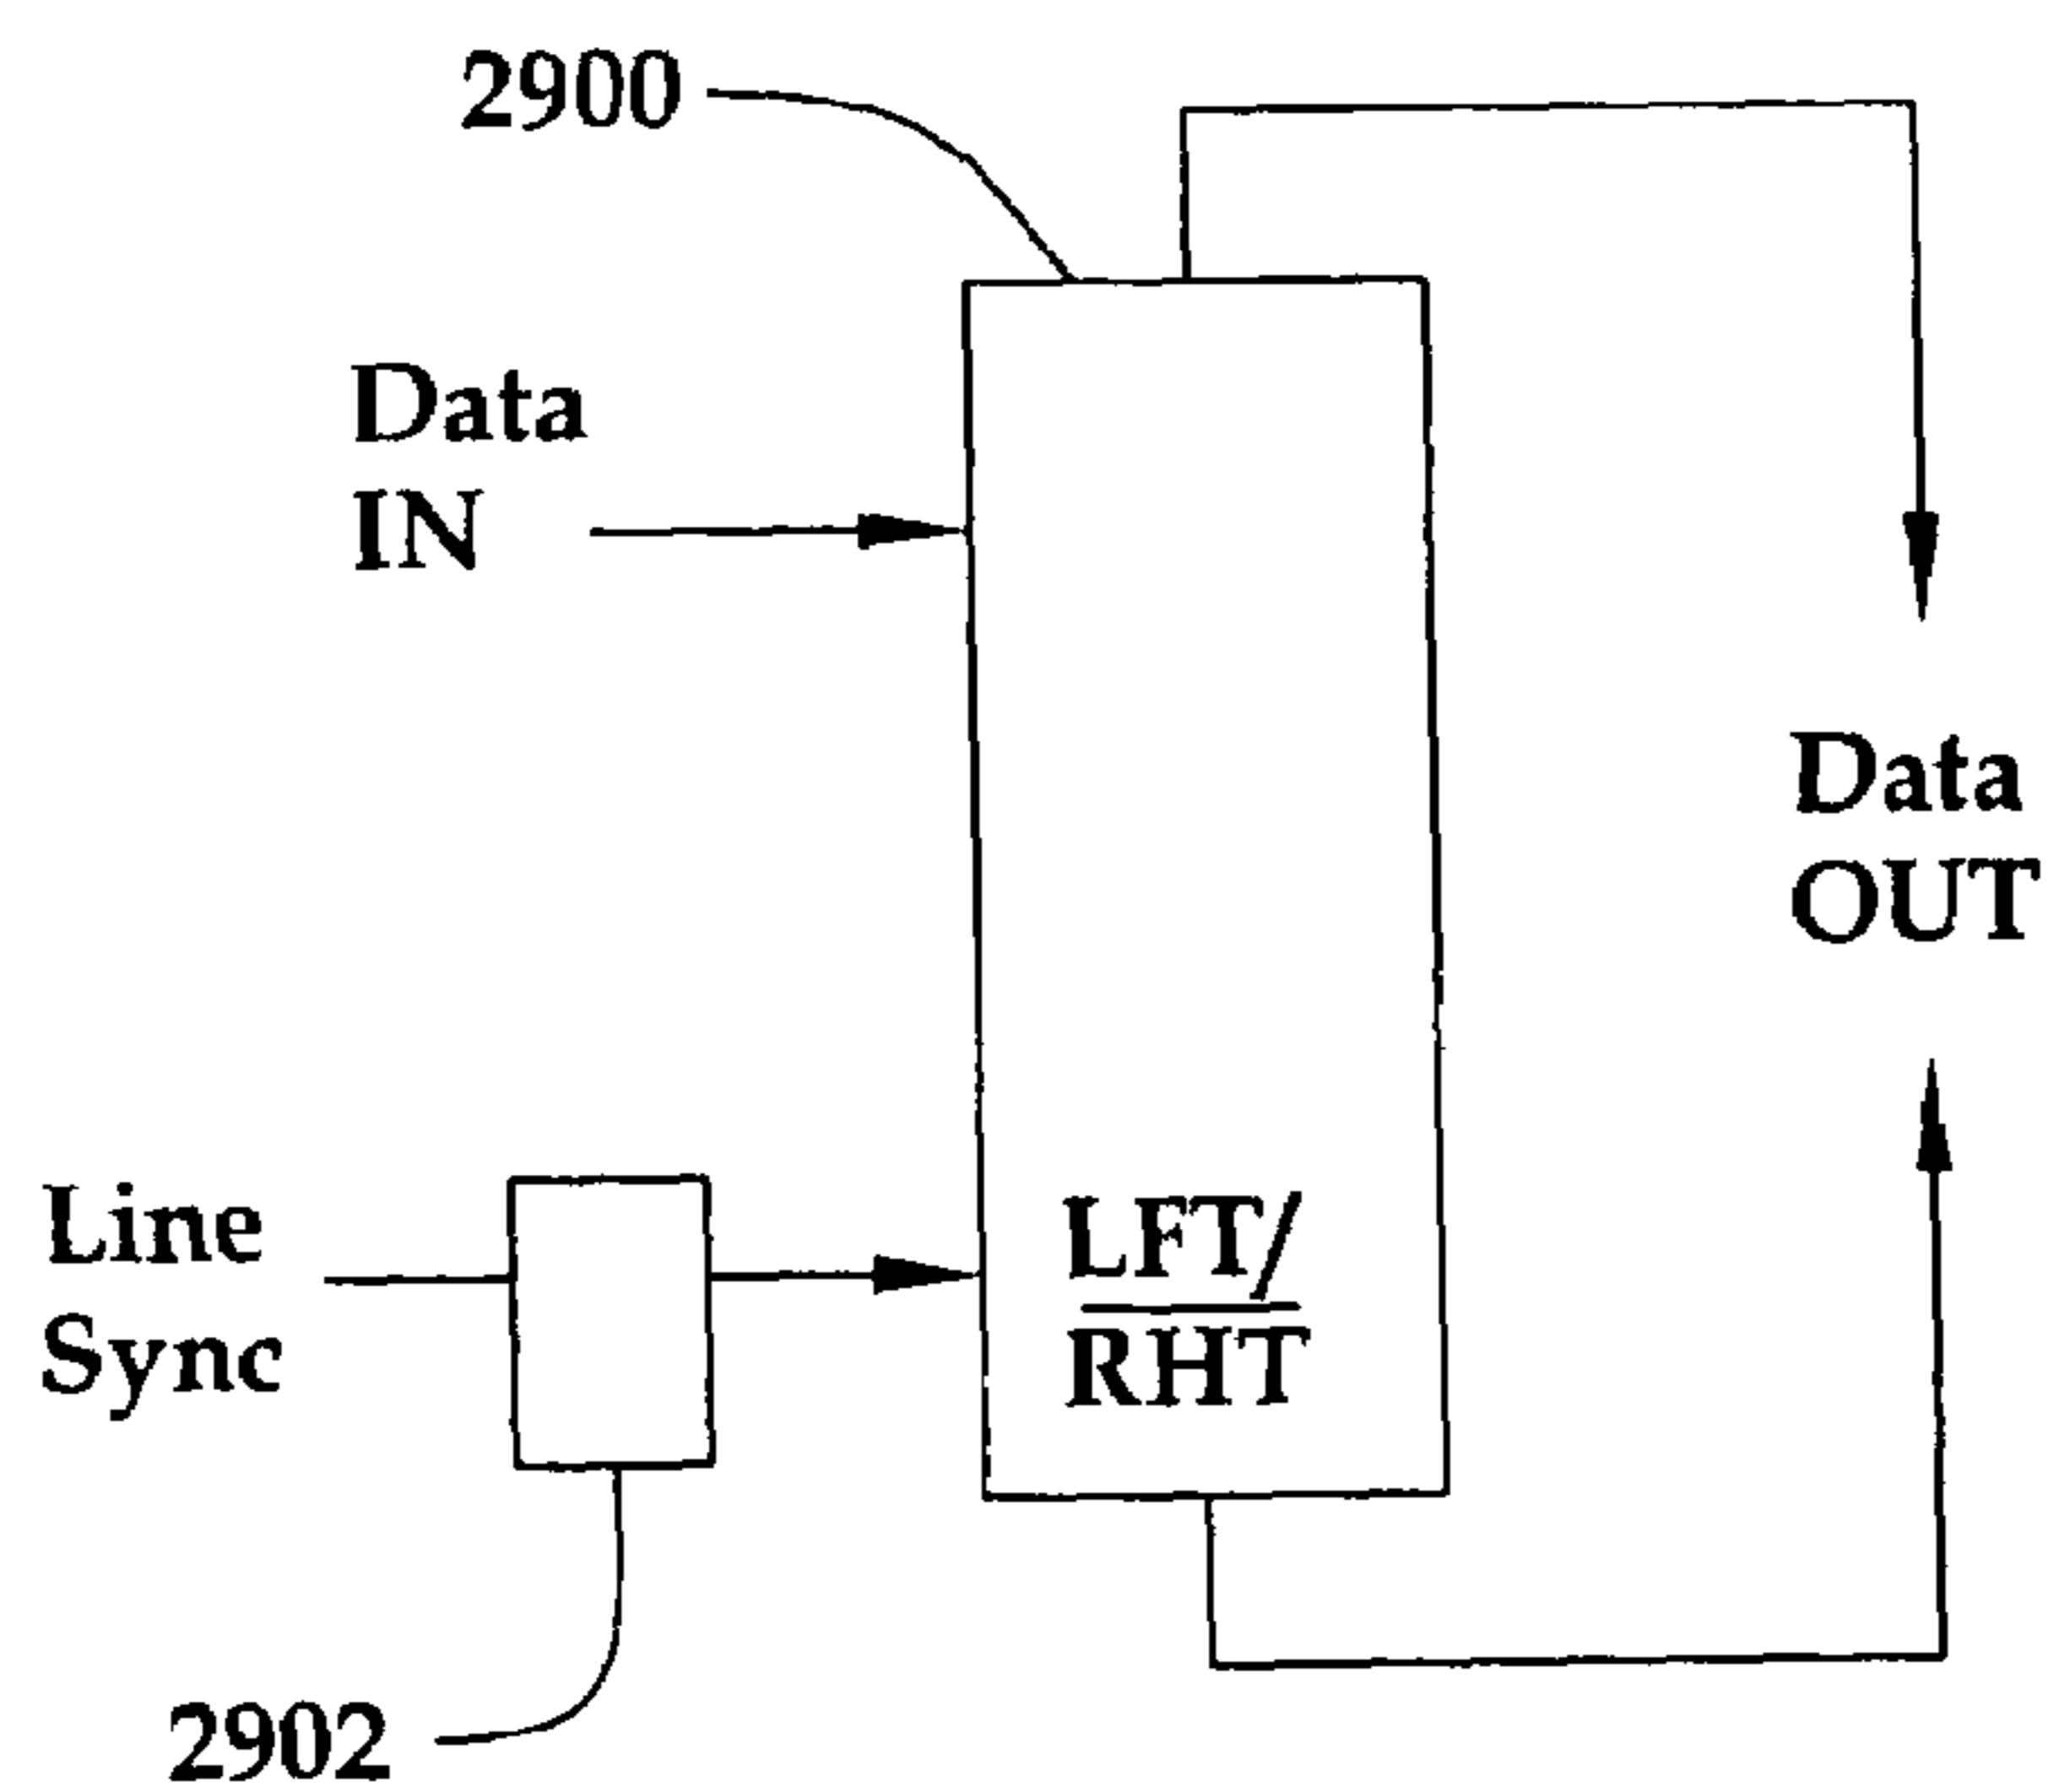 2900
Data
IN
Data
OUT
Line
Sync
LFT/
RHT
2902